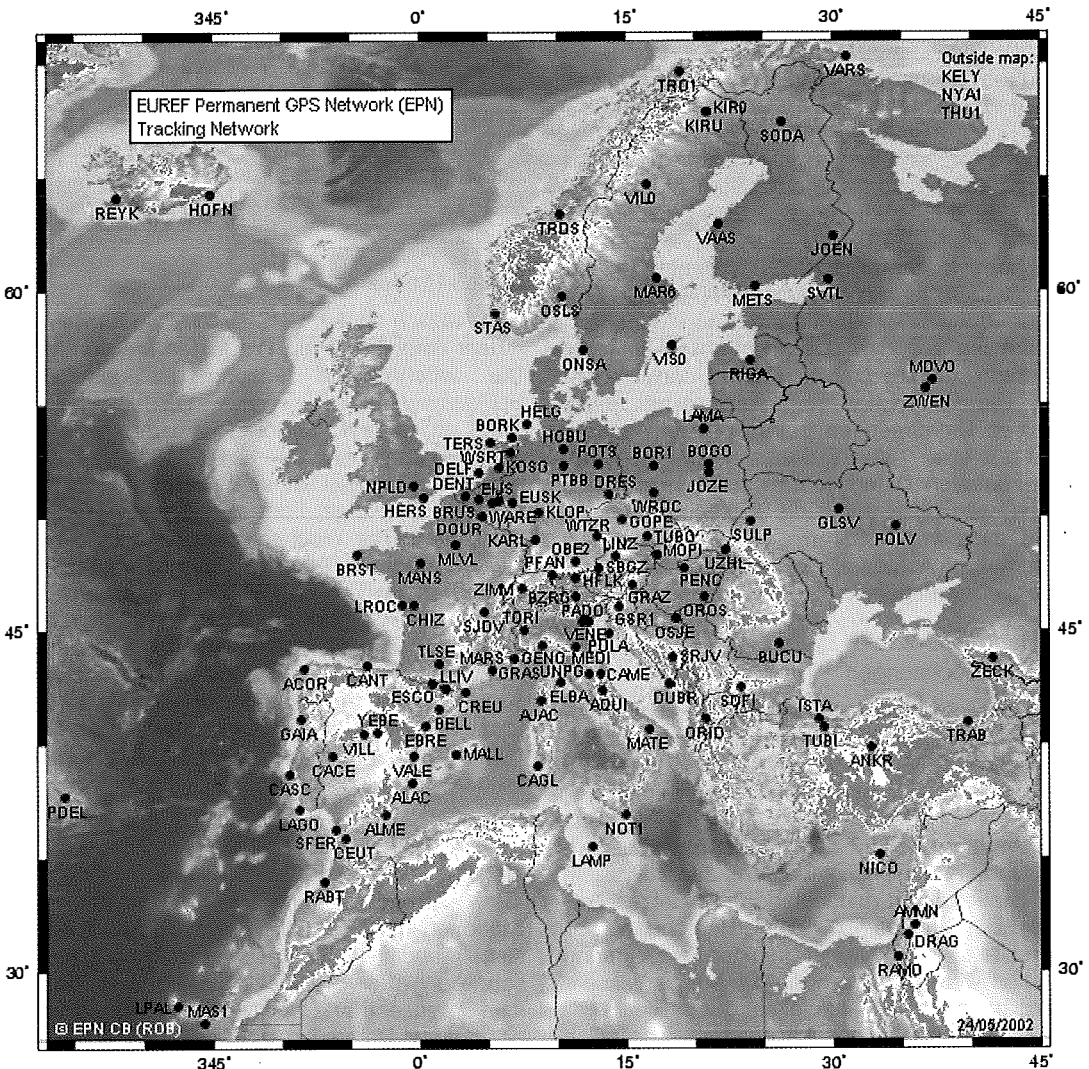 345° 0° 15° 30° 45°
EUREF Permanent GPS Network (EPN)
Tracking Network
Outside map:
KELY
NYA1
THU1
VARS
TRO1
KIR0
KIRU
SODA
REYK
HOFN
VIL0
TRDS
VAAS
JOEN
60°
60°
MAR6
METS
SVTL
OSLS
STAS
ONSA
VIS0
RIGA
MDVO
ZWEN
HELG
BORK
LAMA
TERS
HOBU
WSRT
POTS
BOR1
BOGO
DELF
KOSG
PTBB
DRES
JOZE
NPLD
DENT
EIJS
EUSK
HERS
BRUS
WARE
KLOP
WROC
GLSV
DOUR
WTZR
GOPE
SULP
POLV
KARL
LINZ
TUBO
MOPI
UZHL
BRST
MLVL
OBE2
PFAN
SBGZ
PENC
MANS
HFLK
ZIMM
BZRG
GRAZ
OROS
LROC
CHIZ
PADO
GSR1
TORI
VENE
OSJE
45°
45°
SJDV
POLA
BUCU
ZECK
TLSE
MARS
GENO
MEDI
SRJV
ACOR
CANT
LLIV
GRAS
UNPG
CAME
ESCO
CREU
ELBA
AQUI
DUBR
SOFI
ISTA
GAIA
YEBE
BELL
AJAC
VILL
EBRE
MATE
ORID
TUBI
TRAB
CACE
VALE
MALL
CAGL
ANKR
CASC
ALAC
PDEL
LAGO
ALME
NOT1
SFER
CEUT
LAMP
NICO
RABT
AMMN
DRAG
RAMO
30°
30°
LPAL
MAS1
© EPN CB (ROB)
24/05/2002
345° 0° 15° 30° 45°